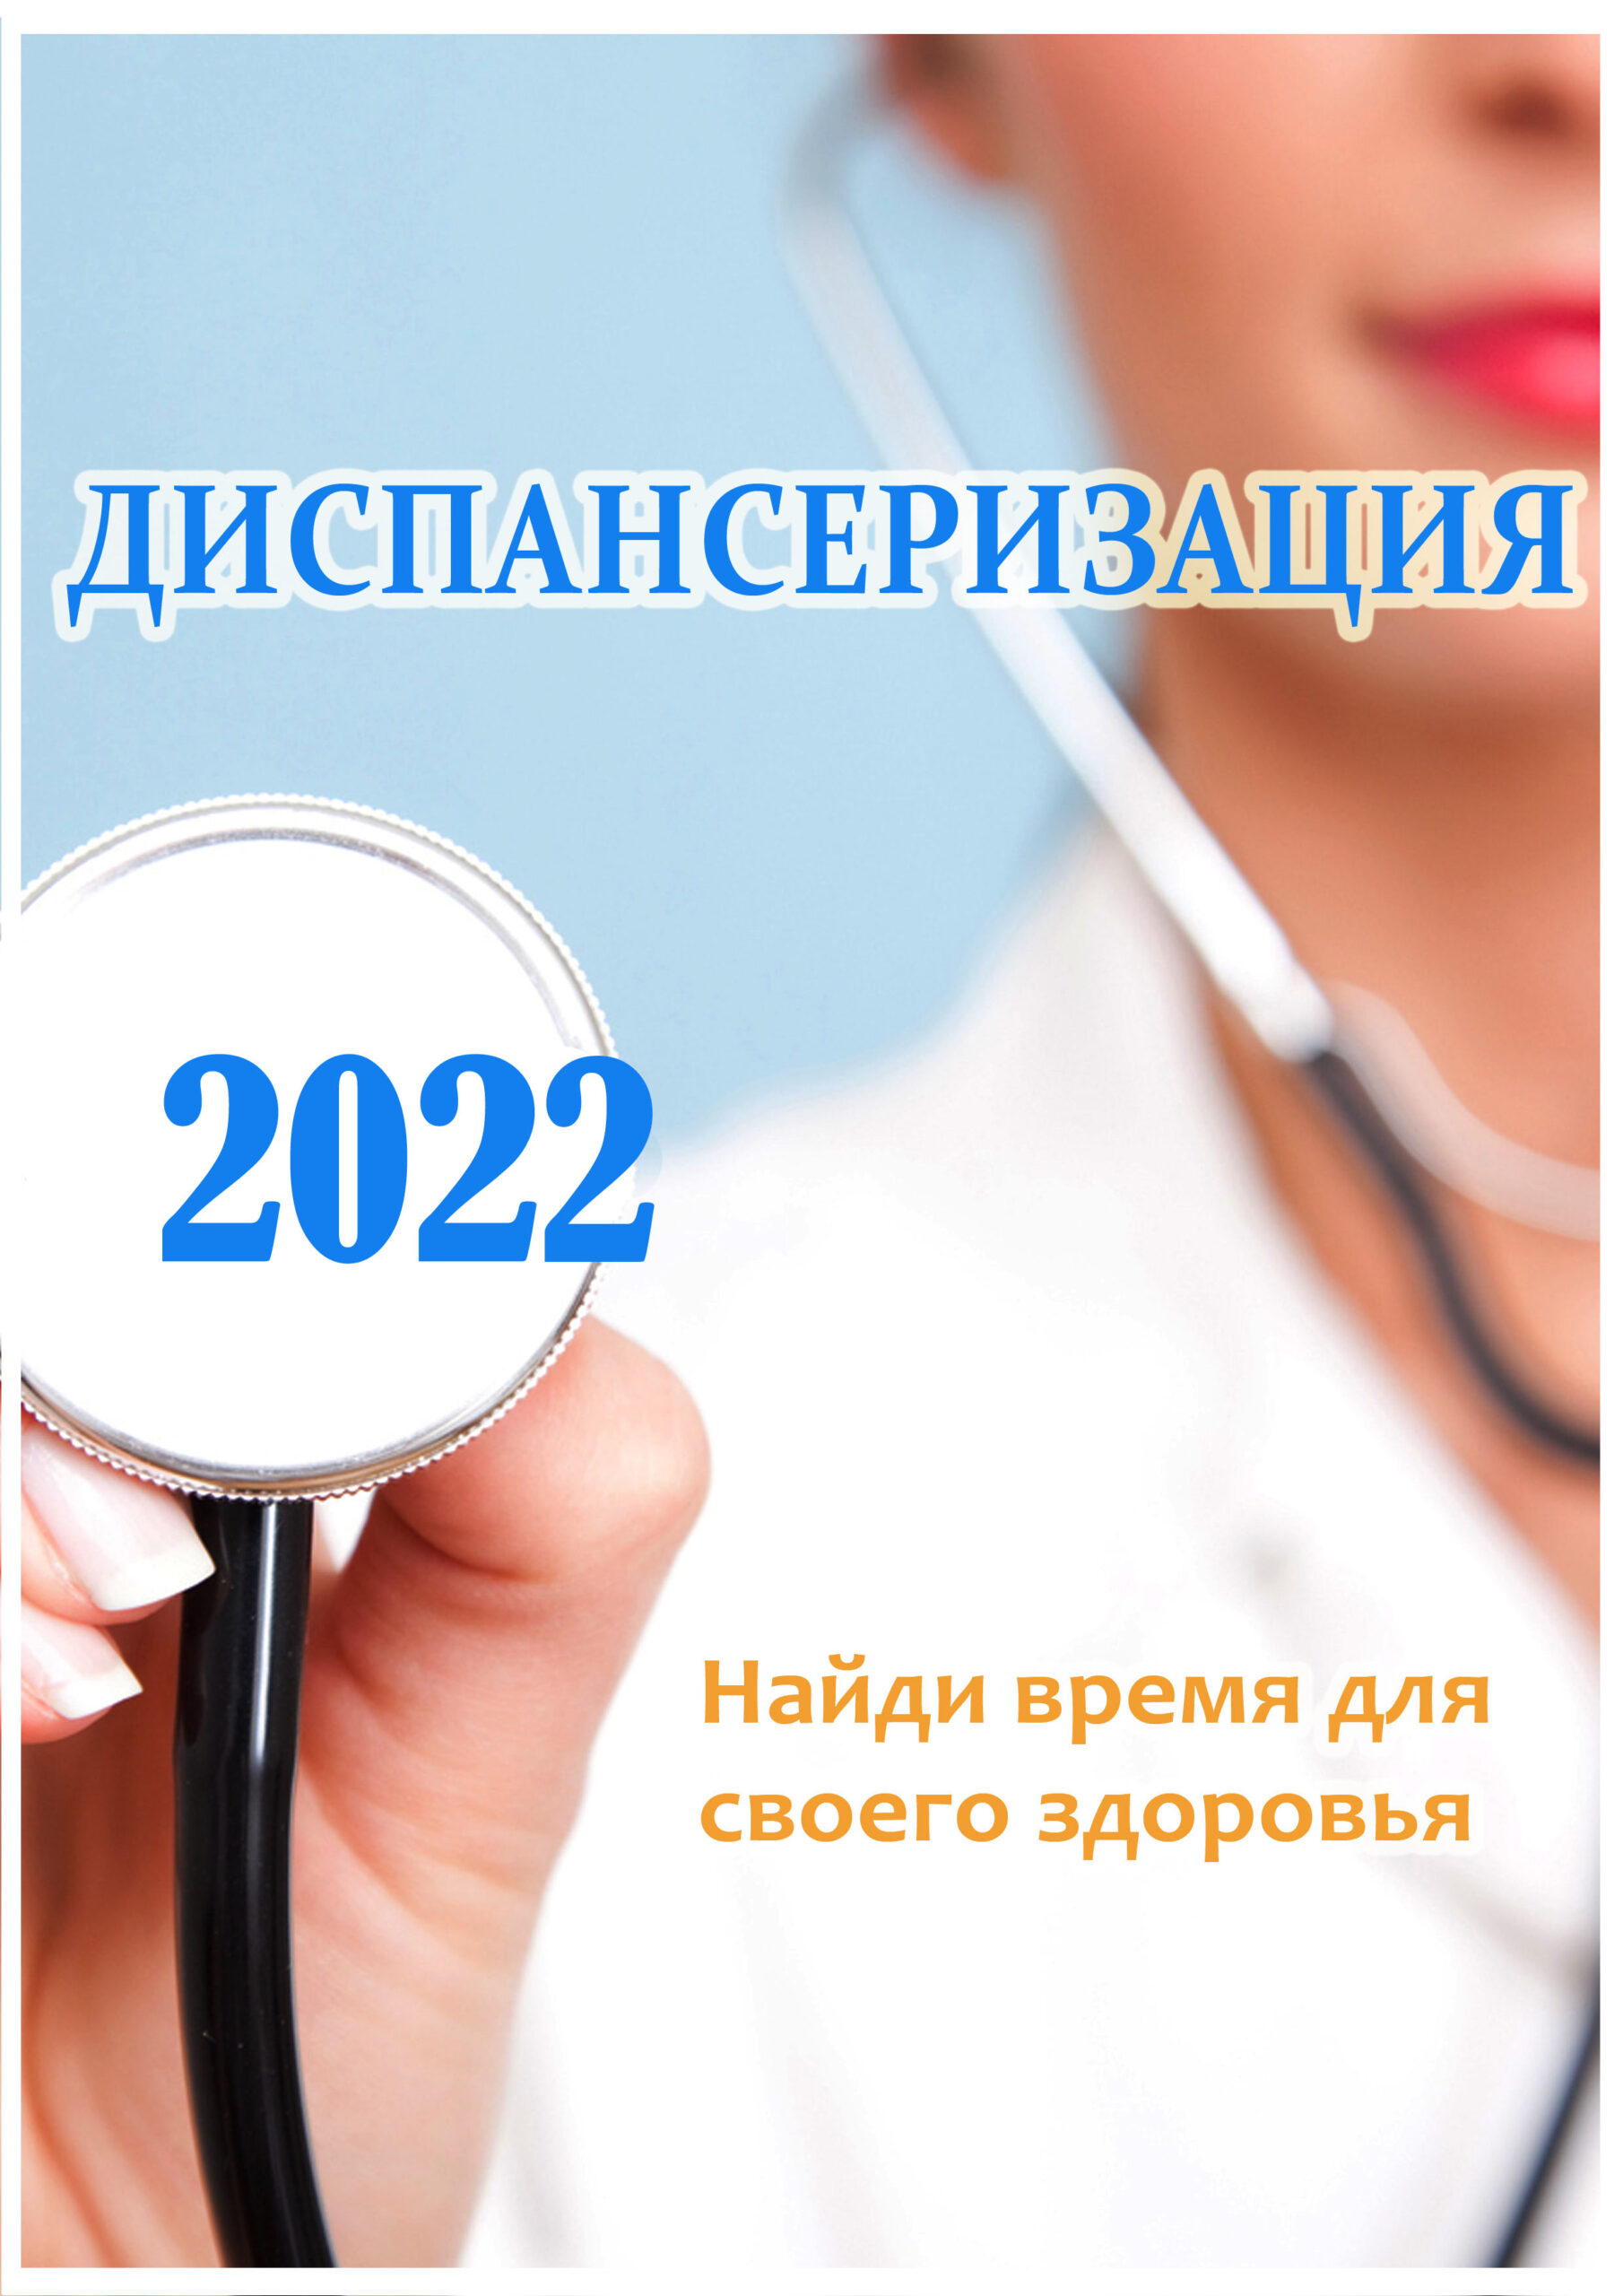 ДИСПАНСЕРИЗАЦИЯ
2022
Найди время для
своего здоровья